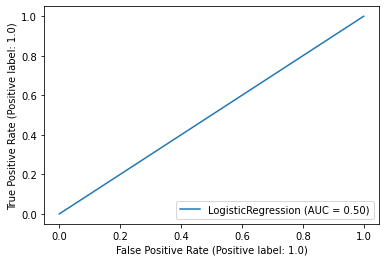 1.0
0.8
0.6
0.4
0.2
0.0
True Positive Rate (Positive label: 1.0)
LogisticRegression (AUC = 0.50)
0.0 0.2 0.4 0.6 0.8 1.0
False Positive Rate (Positive label: 1.0)